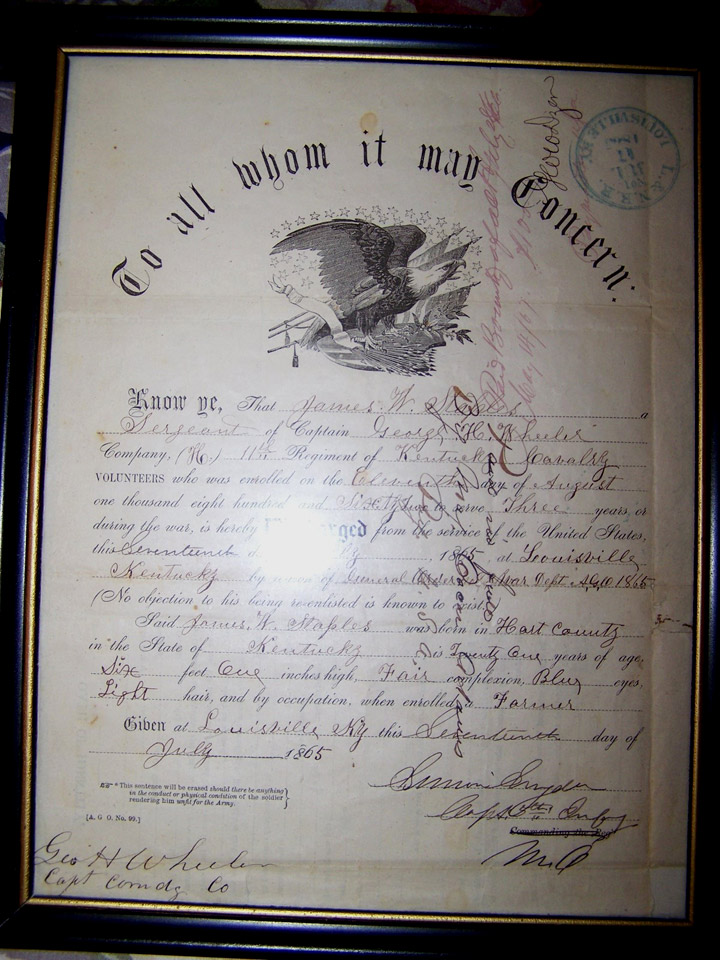 To all whom it may Concern:
Know ye, That James W. Staples a
Sergeant of Captain George H. Wheeler
Company, (H.) 11th Regiment of Kentucky Cavalry
VOLUNTEERS who was enrolled on the Eleventh day of August
one thousand eight hundred and Sixty two to serve Three years, or
during the war, is hereby from the service of the United States,
this Seventeenth 1865, at Louisville
Kentucky by of General Order War Dept. A.G.O. 1865
(No objection to his being re-enlisted is known to exist.)
Said James W. Staples was born in Hart County
in the State of Kentucky is Twenty One years of age,
Six feet One inches high, Fair complexion, Blue eyes,
Light hair, and by occupation, when enrolled, a Farmer
Given at Louisville Ky this Seventeenth day of
July 1865
* This sentence will be erased should there be anything
in the conduct or physical condition of the soldier
rendering him unfit for the Army.
[A. G. O. No. 99.]
Commanding the Reg't
Geo H Wheeler
Capt Comdg Co
LOUISVILLE KY.